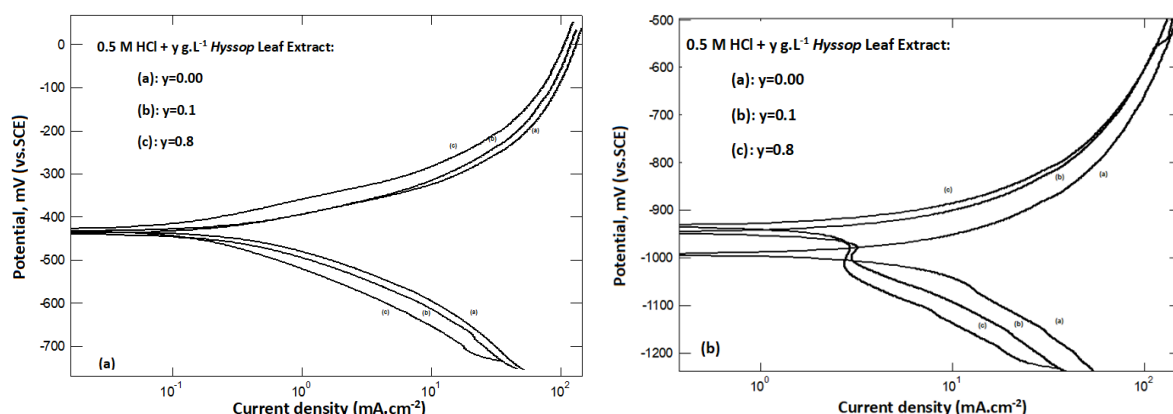 0.5 M HCl + y g.L⁻¹ Hyssop Leaf Extract:
(a): y=0.00
(b): y=0.1
(c): y=0.8
0
-100
-200
-300
-400
-500
-600
-700
Potential, mV (vs.SCE)
(c)
(b)
(a)
(c)
(b)
(a)
(a)
10⁻¹
10⁰
10¹
10²
Current density (mA.cm⁻²)
0.5 M HCl + y g.L⁻¹ Hyssop Leaf Extract:
(a): y=0.00
(b): y=0.1
(c): y=0.8
-500
-600
-700
-800
-900
-1000
-1100
-1200
Potential, mV (vs.SCE)
(c)
(b)
(a)
(c)
(b)
(a)
(b)
10⁰
10¹
10²
Current density (mA.cm⁻²)